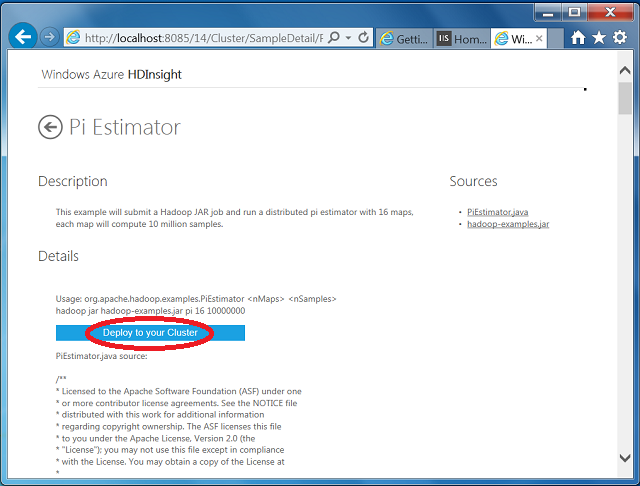 http://localhost:8085/14/Cluster/SampleDetail/F
Getti...
IIS
Hom...
Wi...
Windows Azure HDInsight
Pi Estimator
Description
Sources
This example will submit a Hadoop JAR job and run a distributed pi estimator with 16 maps,
each map will compute 10 million samples.
PiEstimator.java
hadoop-examples.jar
Details
Usage: org.apache.hadoop.examples.PiEstimator <nMaps> <nSamples>
hadoop jar hadoop-examples.jar pi 16 10000000
Deploy to your Cluster
PiEstimator.java source:
/**
* Licensed to the Apache Software Foundation (ASF) under one
* or more contributor license agreements. See the NOTICE file
* distributed with this work for additional information
* regarding copyright ownership. The ASF licenses this file
* to you under the Apache License, Version 2.0 (the
* "License"); you may not use this file except in compliance
* with the License. You may obtain a copy of the License at
*